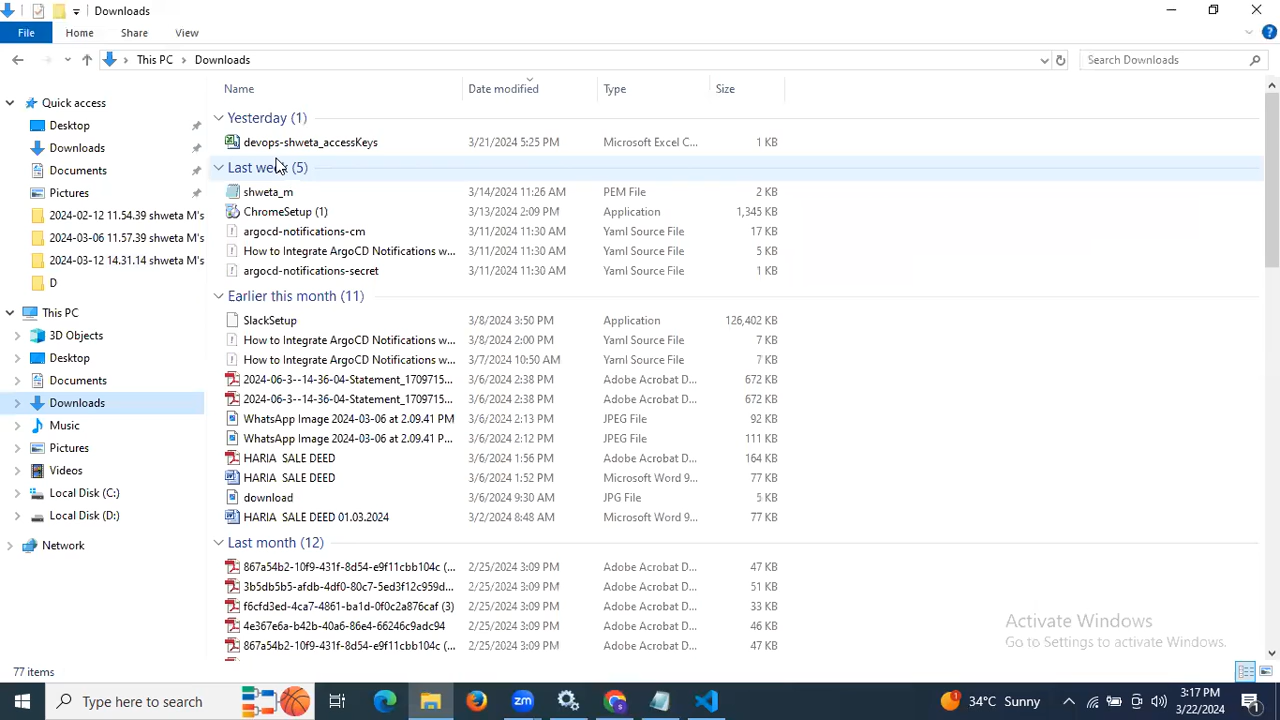 Downloads
File Home Share View
This PC Downloads
Search Downloads
Name Date modified Type Size
Quick access
Desktop
Downloads
Documents
Pictures
2024-02-12 11.54.39 shweta M's
2024-03-06 11.57.39 shweta M's
2024-03-12 14.31.14 shweta M's
D
This PC
3D Objects
Desktop
Documents
Downloads
Music
Pictures
Videos
Local Disk (C:)
Local Disk (D:)
Network
Yesterday (1)
devops-shweta_accessKeys 3/21/2024 5:25 PM Microsoft Excel C... 1 KB
Last week (5)
shweta_m 3/14/2024 11:26 AM PEM File 2 KB
ChromeSetup (1) 3/13/2024 2:09 PM Application 1,345 KB
argocd-notifications-cm 3/11/2024 11:30 AM Yaml Source File 17 KB
How to Integrate ArgoCD Notifications w... 3/11/2024 11:30 AM Yaml Source File 5 KB
argocd-notifications-secret 3/11/2024 11:30 AM Yaml Source File 1 KB
Earlier this month (11)
SlackSetup 3/8/2024 3:50 PM Application 126,402 KB
How to Integrate ArgoCD Notifications w... 3/8/2024 2:00 PM Yaml Source File 7 KB
How to Integrate ArgoCD Notifications w... 3/7/2024 10:50 AM Yaml Source File 7 KB
2024-06-3--14-36-04-Statement_1709715... 3/6/2024 2:38 PM Adobe Acrobat D... 672 KB
2024-06-3--14-36-04-Statement_1709715... 3/6/2024 2:38 PM Adobe Acrobat D... 672 KB
WhatsApp Image 2024-03-06 at 2.09.41 PM 3/6/2024 2:13 PM JPEG File 92 KB
WhatsApp Image 2024-03-06 at 2.09.41 P... 3/6/2024 2:12 PM JPEG File 111 KB
HARIA SALE DEED 3/6/2024 1:56 PM Adobe Acrobat D... 164 KB
HARIA SALE DEED 3/6/2024 1:52 PM Microsoft Word 9... 77 KB
download 3/6/2024 9:30 AM JPG File 5 KB
HARIA SALE DEED 01.03.2024 3/2/2024 8:48 AM Microsoft Word 9... 77 KB
Last month (12)
867a54b2-10f9-431f-8d54-e9f11cbb104c (... 2/25/2024 3:09 PM Adobe Acrobat D... 47 KB
3b5db5b5-afdb-4df0-80c7-5ed3f12c959d... 2/25/2024 3:09 PM Adobe Acrobat D... 51 KB
f6cfd3ed-4ca7-4861-ba1d-0f0c2a876caf (3) 2/25/2024 3:09 PM Adobe Acrobat D... 33 KB
4e367e6a-b42b-40a6-86e4-66246c9adc94 2/25/2024 3:09 PM Adobe Acrobat D... 46 KB
867a54b2-10f9-431f-8d54-e9f11cbb104c (... 2/25/2024 3:09 PM Adobe Acrobat D... 47 KB
Activate Windows
Go to Settings to activate Windows.
77 items
Type here to search
zm
1
34°C Sunny
3:17 PM
3/22/2024
1